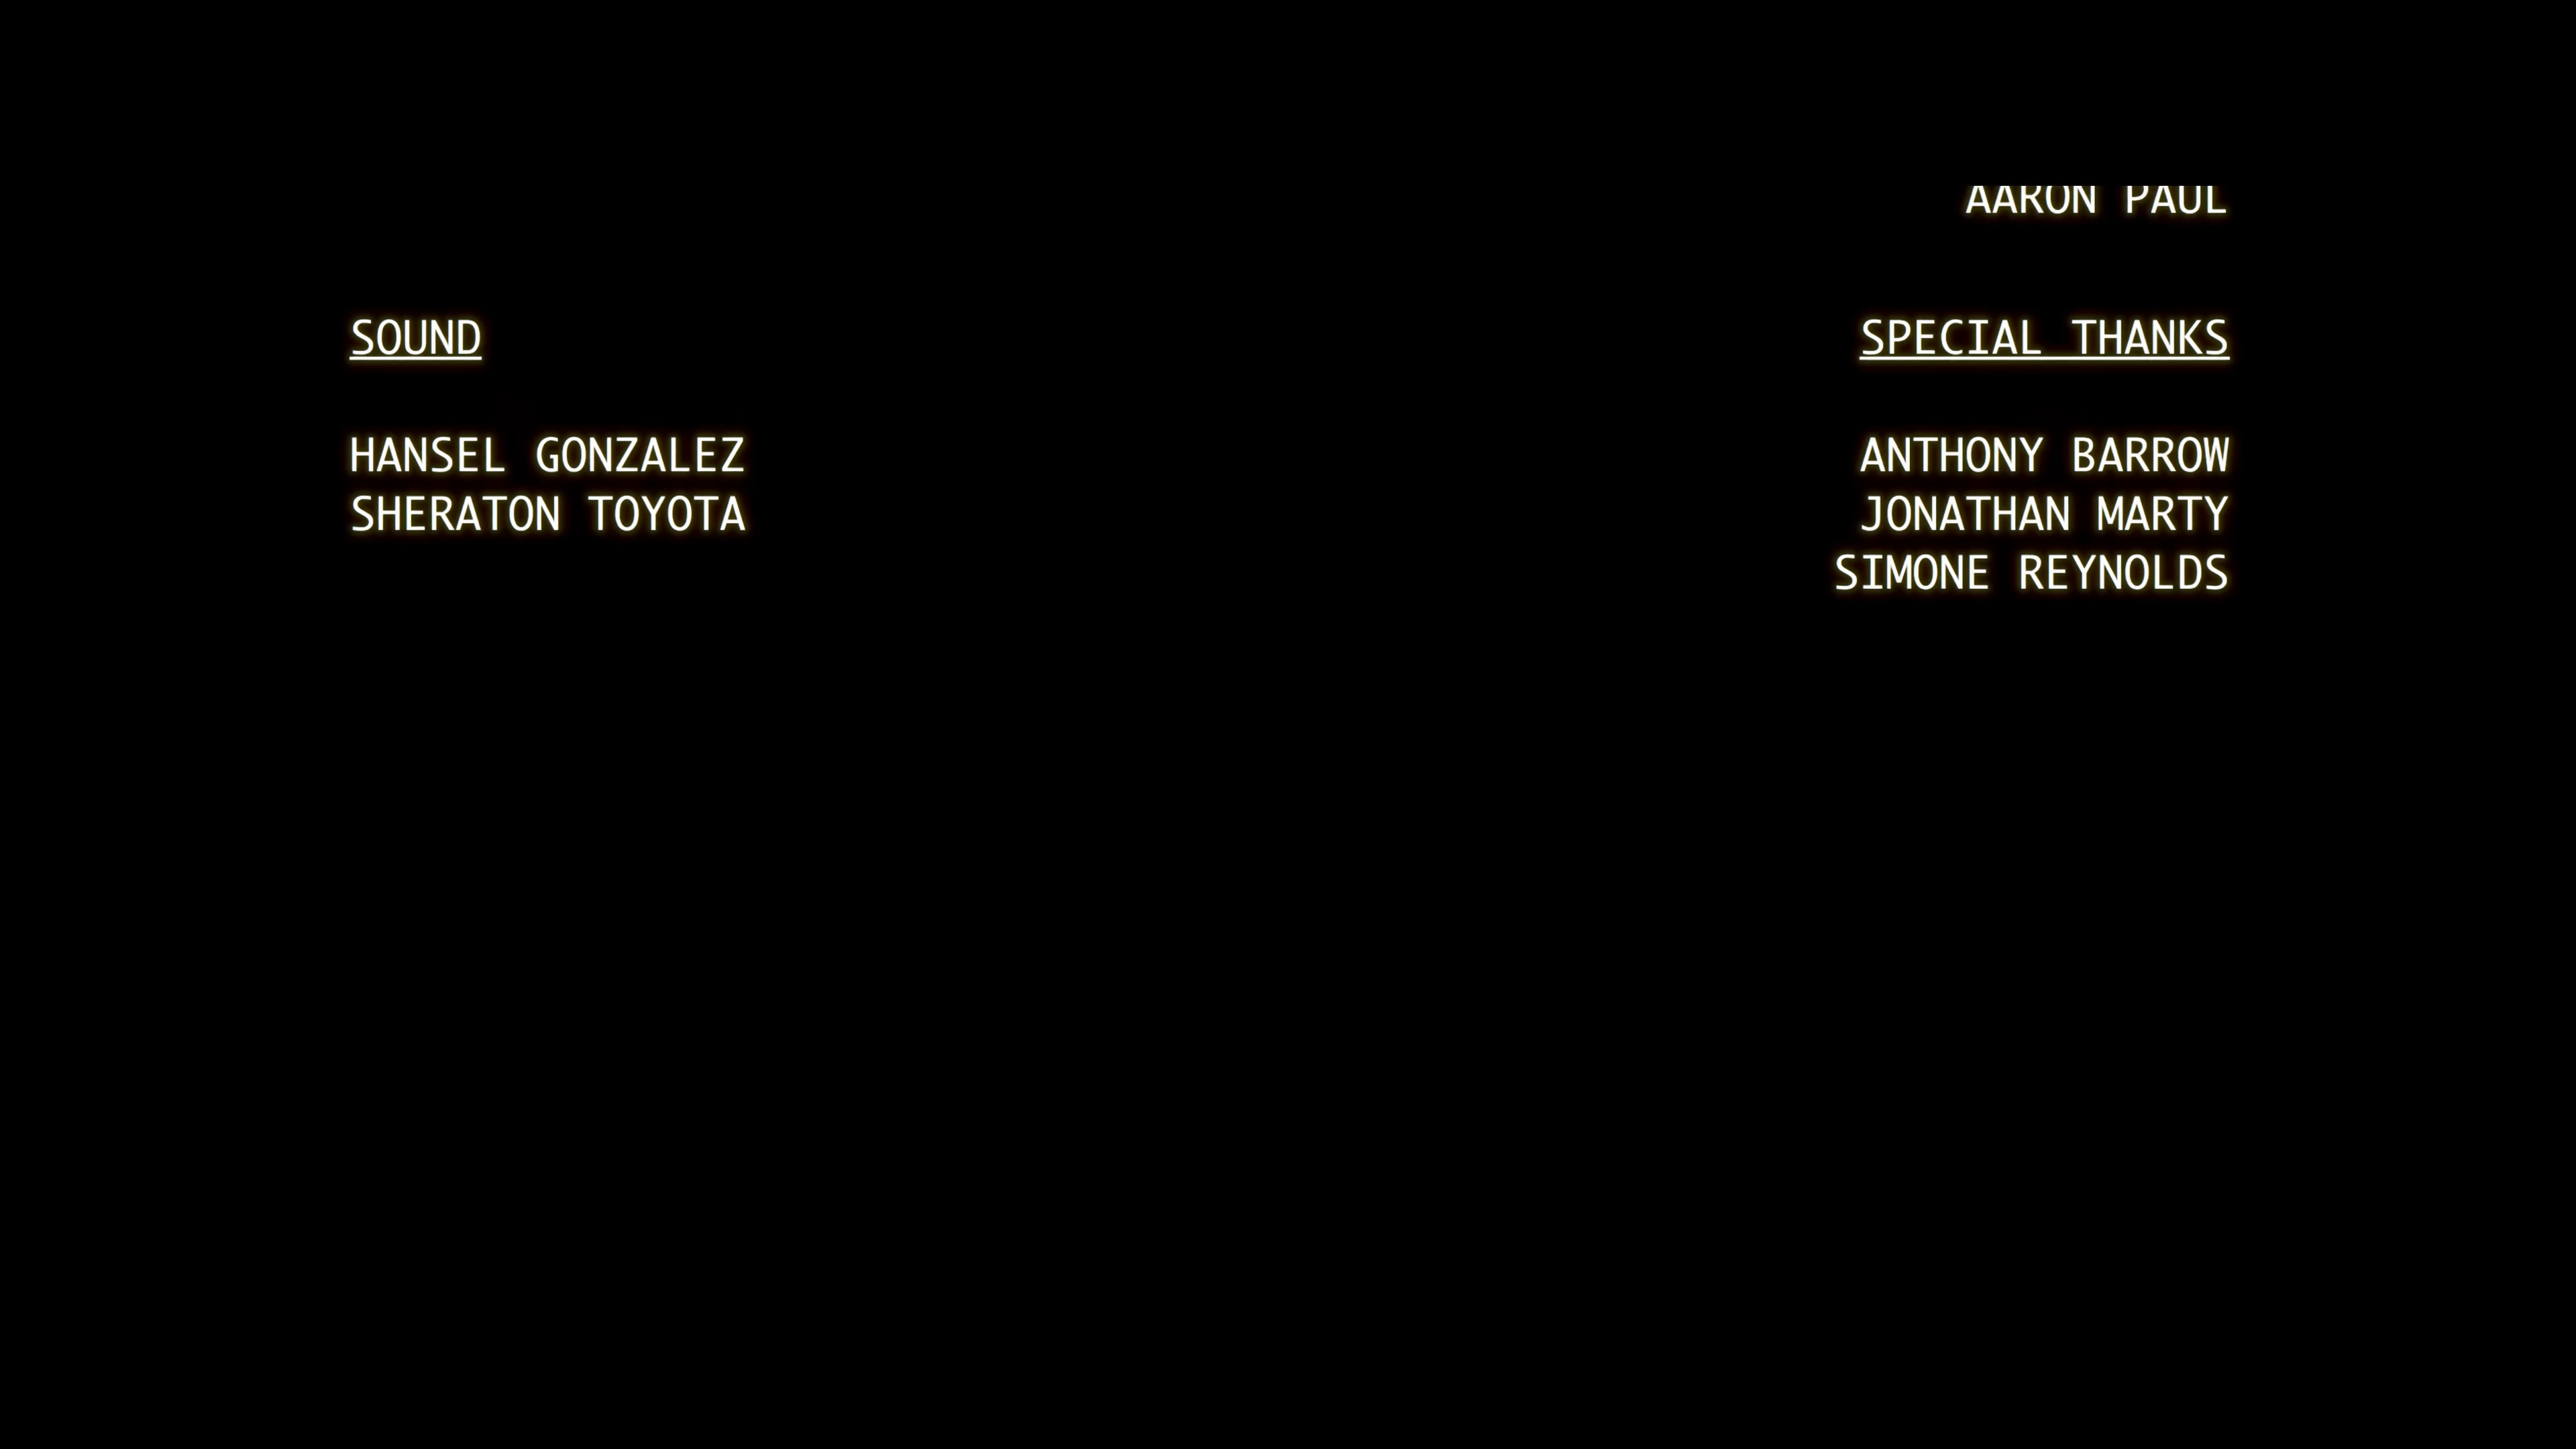 AARON PAUL
SOUND
HANSEL GONZALEZ
SHERATON TOYOTA
SPECIAL THANKS
ANTHONY BARROW
JONATHAN MARTY
SIMONE REYNOLDS